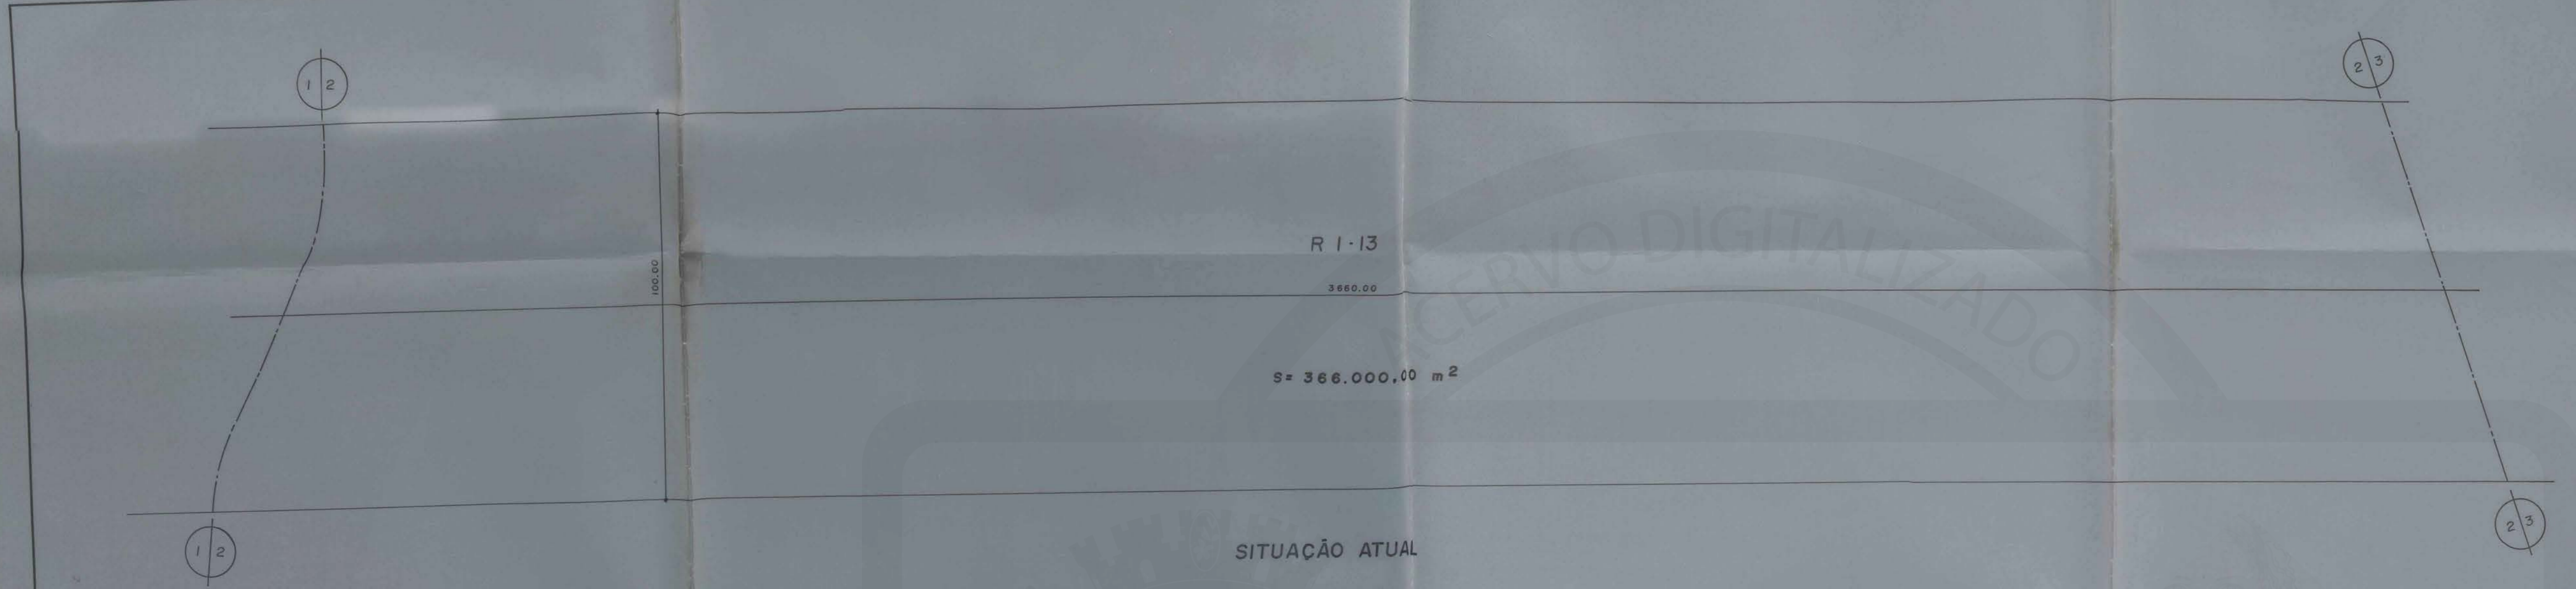 1 2
2 3
R 1-13
100.00
3660.00
S= 366.000,00 m²
ACERVO DIGITALIZADO
1 2
2 3
SITUAÇÃO ATUAL